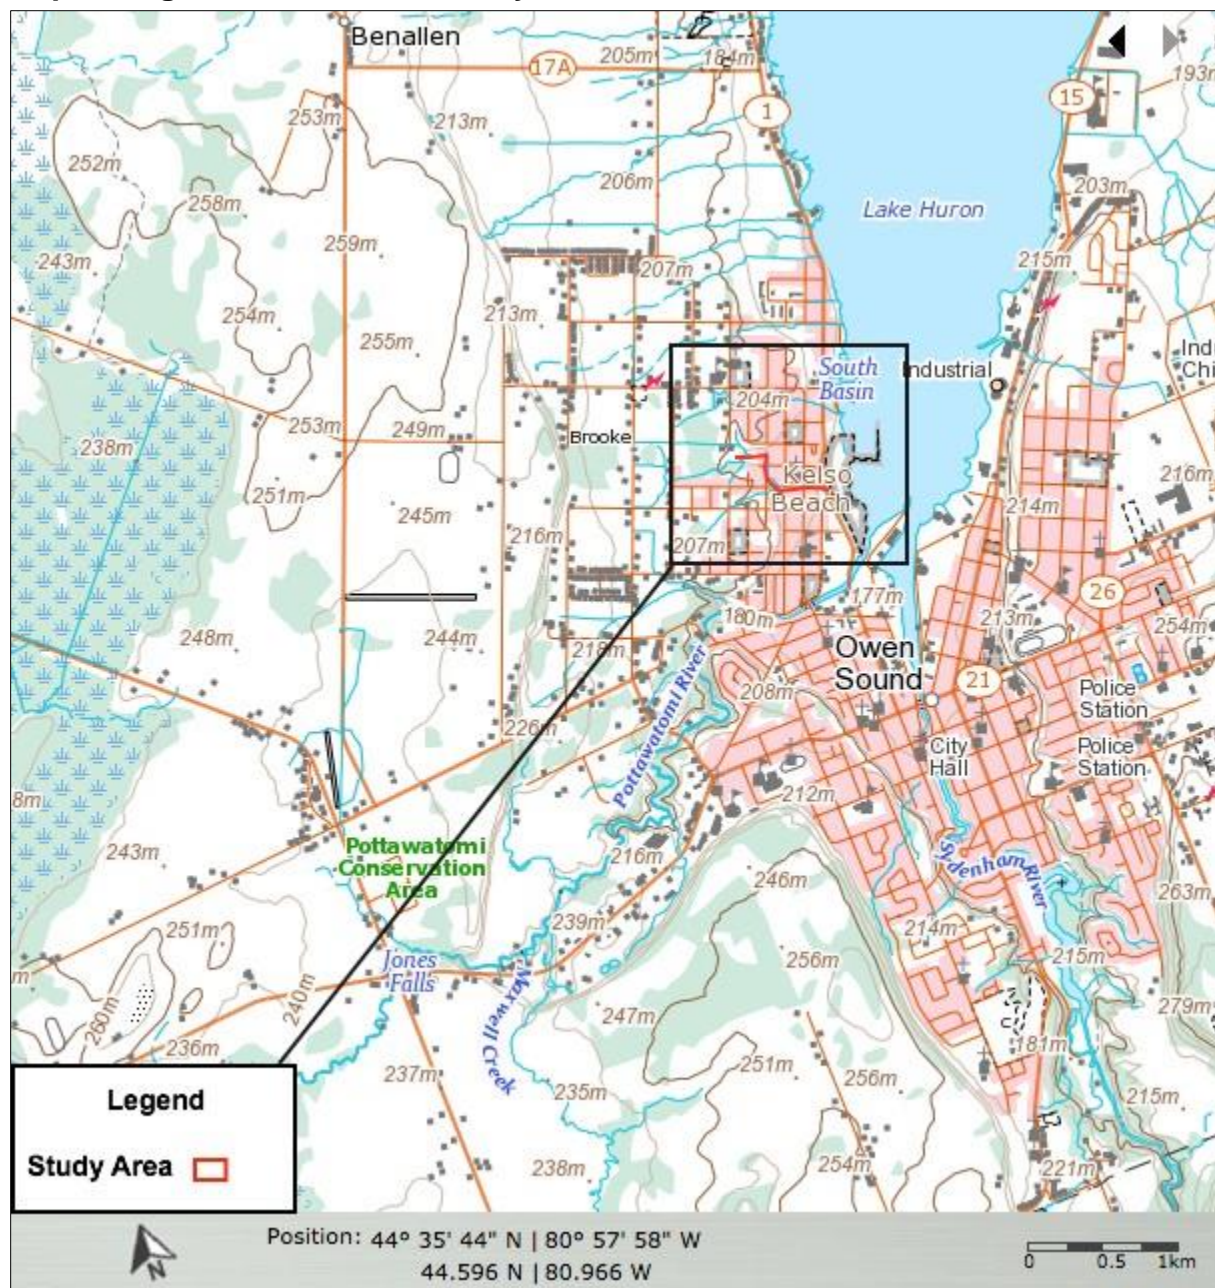 Benallen
205m
184m
17A
1
15
193m
253m
213m
252m
206m
203m
258m
Lake Huron
259m
243m
207m
215m
254m
213m
255m
South
Basin
Industrial
Ind
Chi
204m
253m
249m
Brooke
238m
Kelso
Beach
216m
251m
245m
214m
216m
207m
177m
26
180m
213m
248m
244m
218m
254m
Owen
Sound
Pottawatomi River
208m
21
Police
Station
226m
City
Hall
Police
Station
8m
212m
243m
Pottawatomi
Conservation
Area
216m
Sydenham River
246m
263m
251m
239m
214m
Jones
Falls
256m
215m
m
240m
260m
Maxwell Creek
247m
279m
236m
237m
251m
181m
256m
235m
215m
Legend
Study Area
238m
254m
221m
Position: 44° 35' 44" N | 80° 57' 58" W
44.596 N | 80.966 W
0 0.5 1km